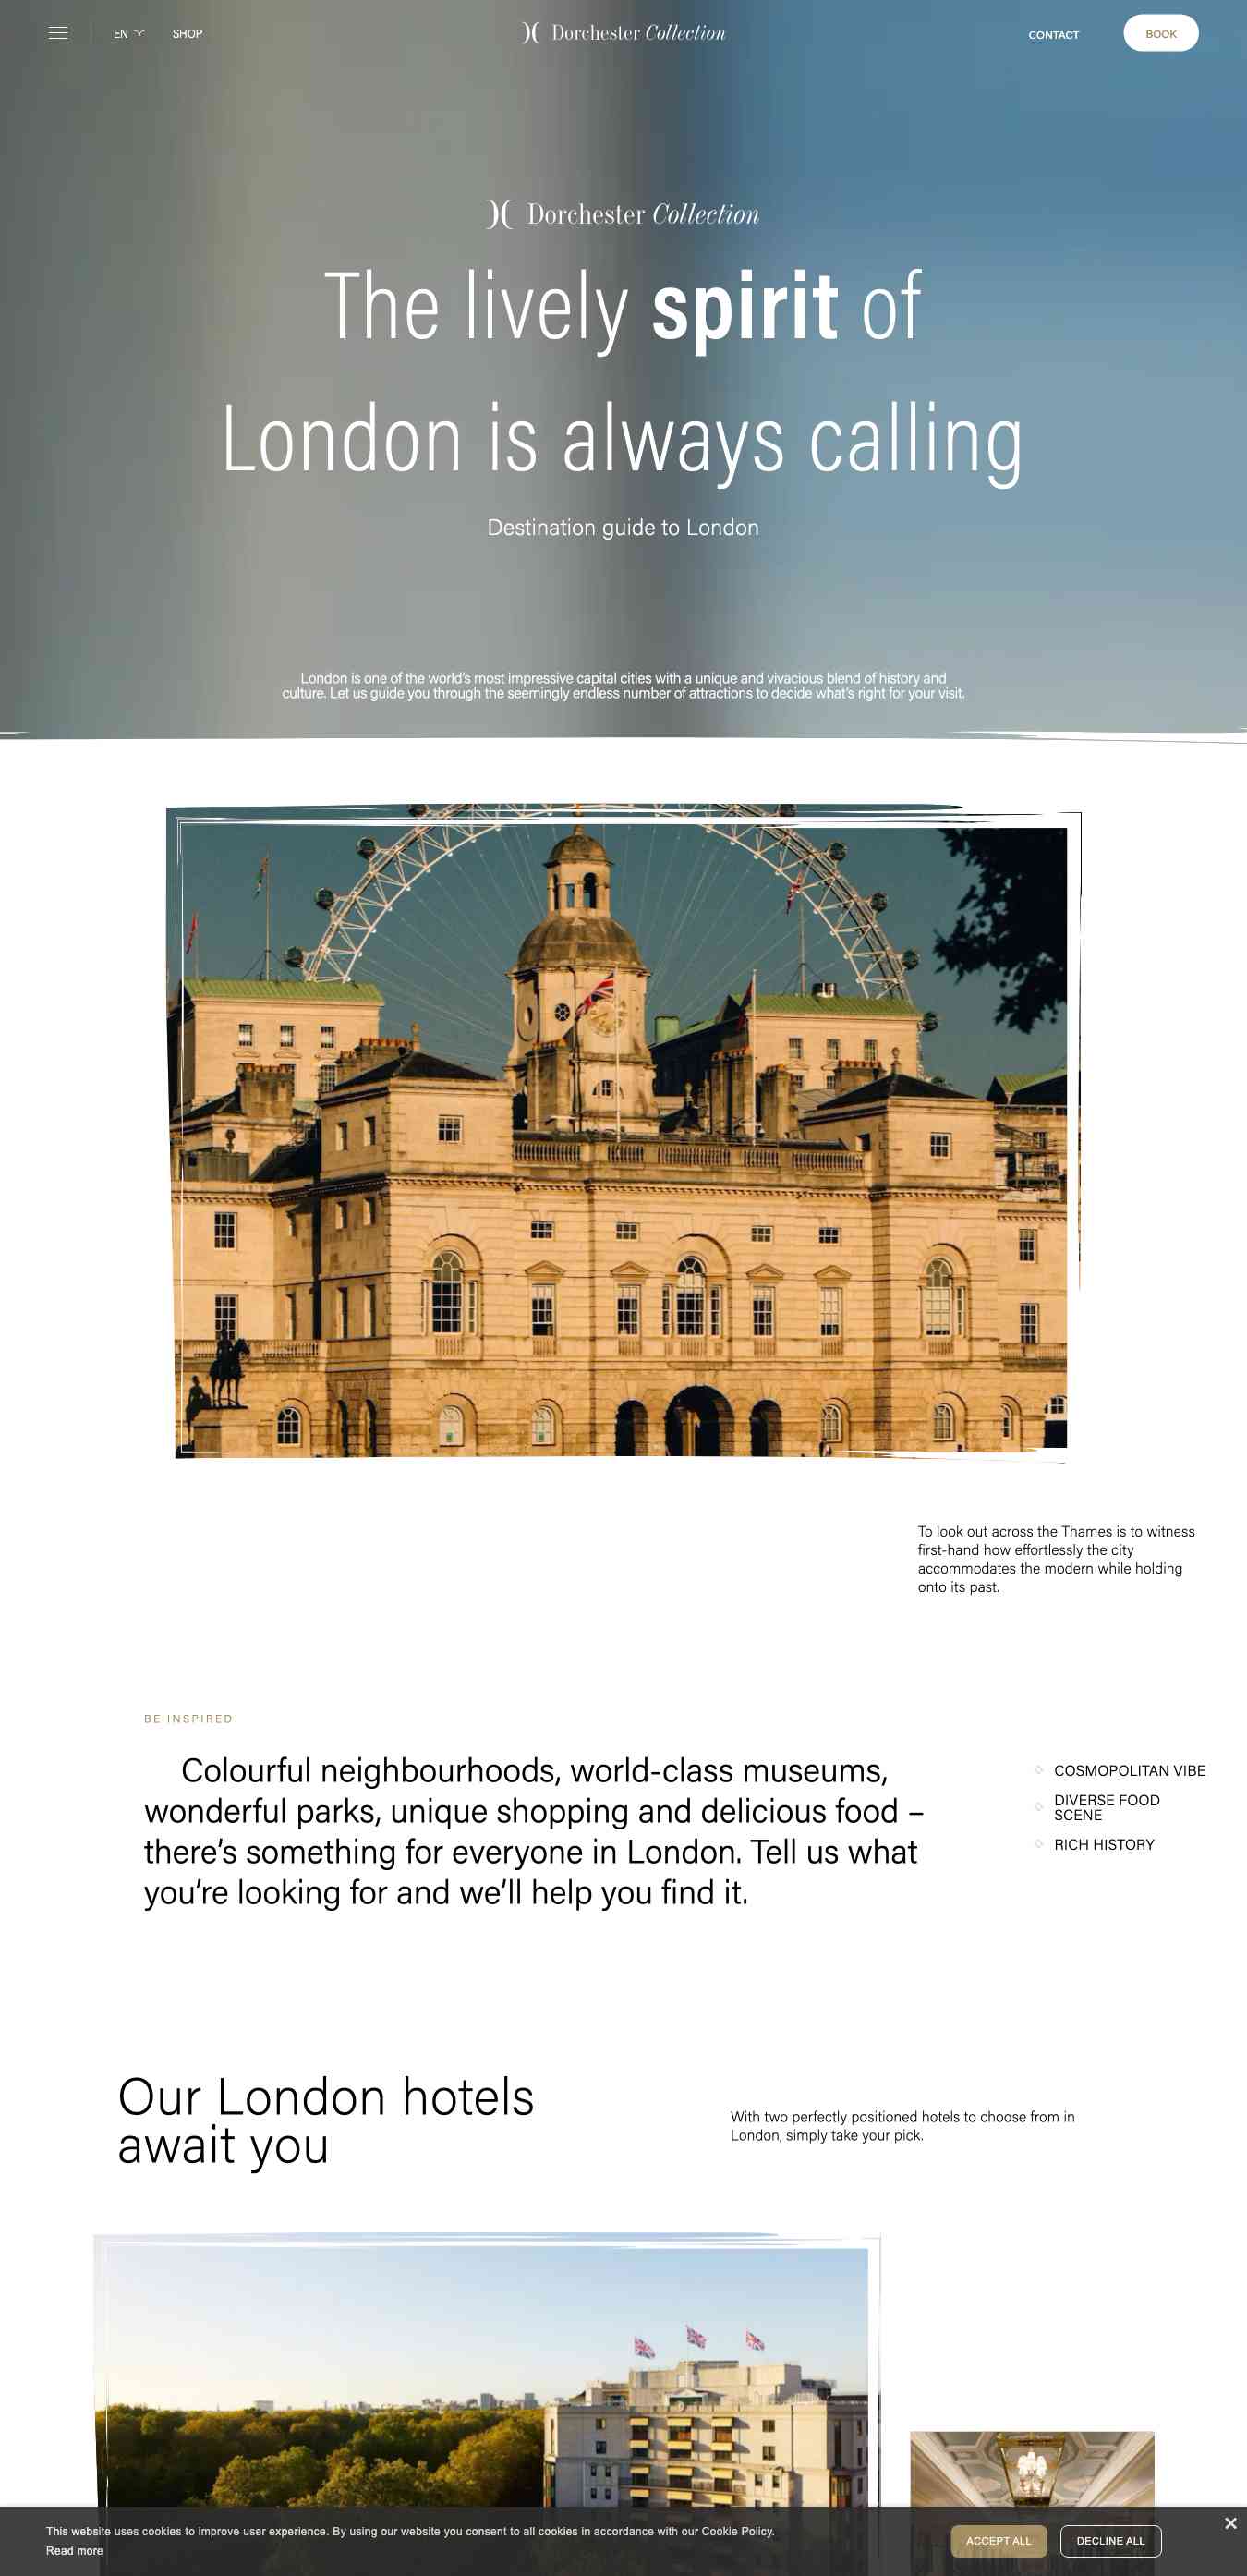 EN
SHOP
Dorchester Collection
CONTACT
BOOK
Dorchester Collection
The lively spirit of
London is always calling
Destination guide to London
London is one of the world's most impressive capital cities with a unique and vivacious blend of history and
culture. Let us guide you through the seemingly endless number of attractions to decide what's right for your visit.
To look out across the Thames is to witness
first-hand how effortlessly the city
accommodates the modern while holding
onto its past.
BE INSPIRED
Colourful neighbourhoods, world-class museums,
wonderful parks, unique shopping and delicious food –
there's something for everyone in London. Tell us what
you're looking for and we'll help you find it.
COSMOPOLITAN VIBE
DIVERSE FOOD
SCENE
RICH HISTORY
Our London hotels
await you
With two perfectly positioned hotels to choose from in
London, simply take your pick.
This website uses cookies to improve user experience. By using our website you consent to all cookies in accordance with our Cookie Policy.
Read more
ACCEPT ALL
DECLINE ALL